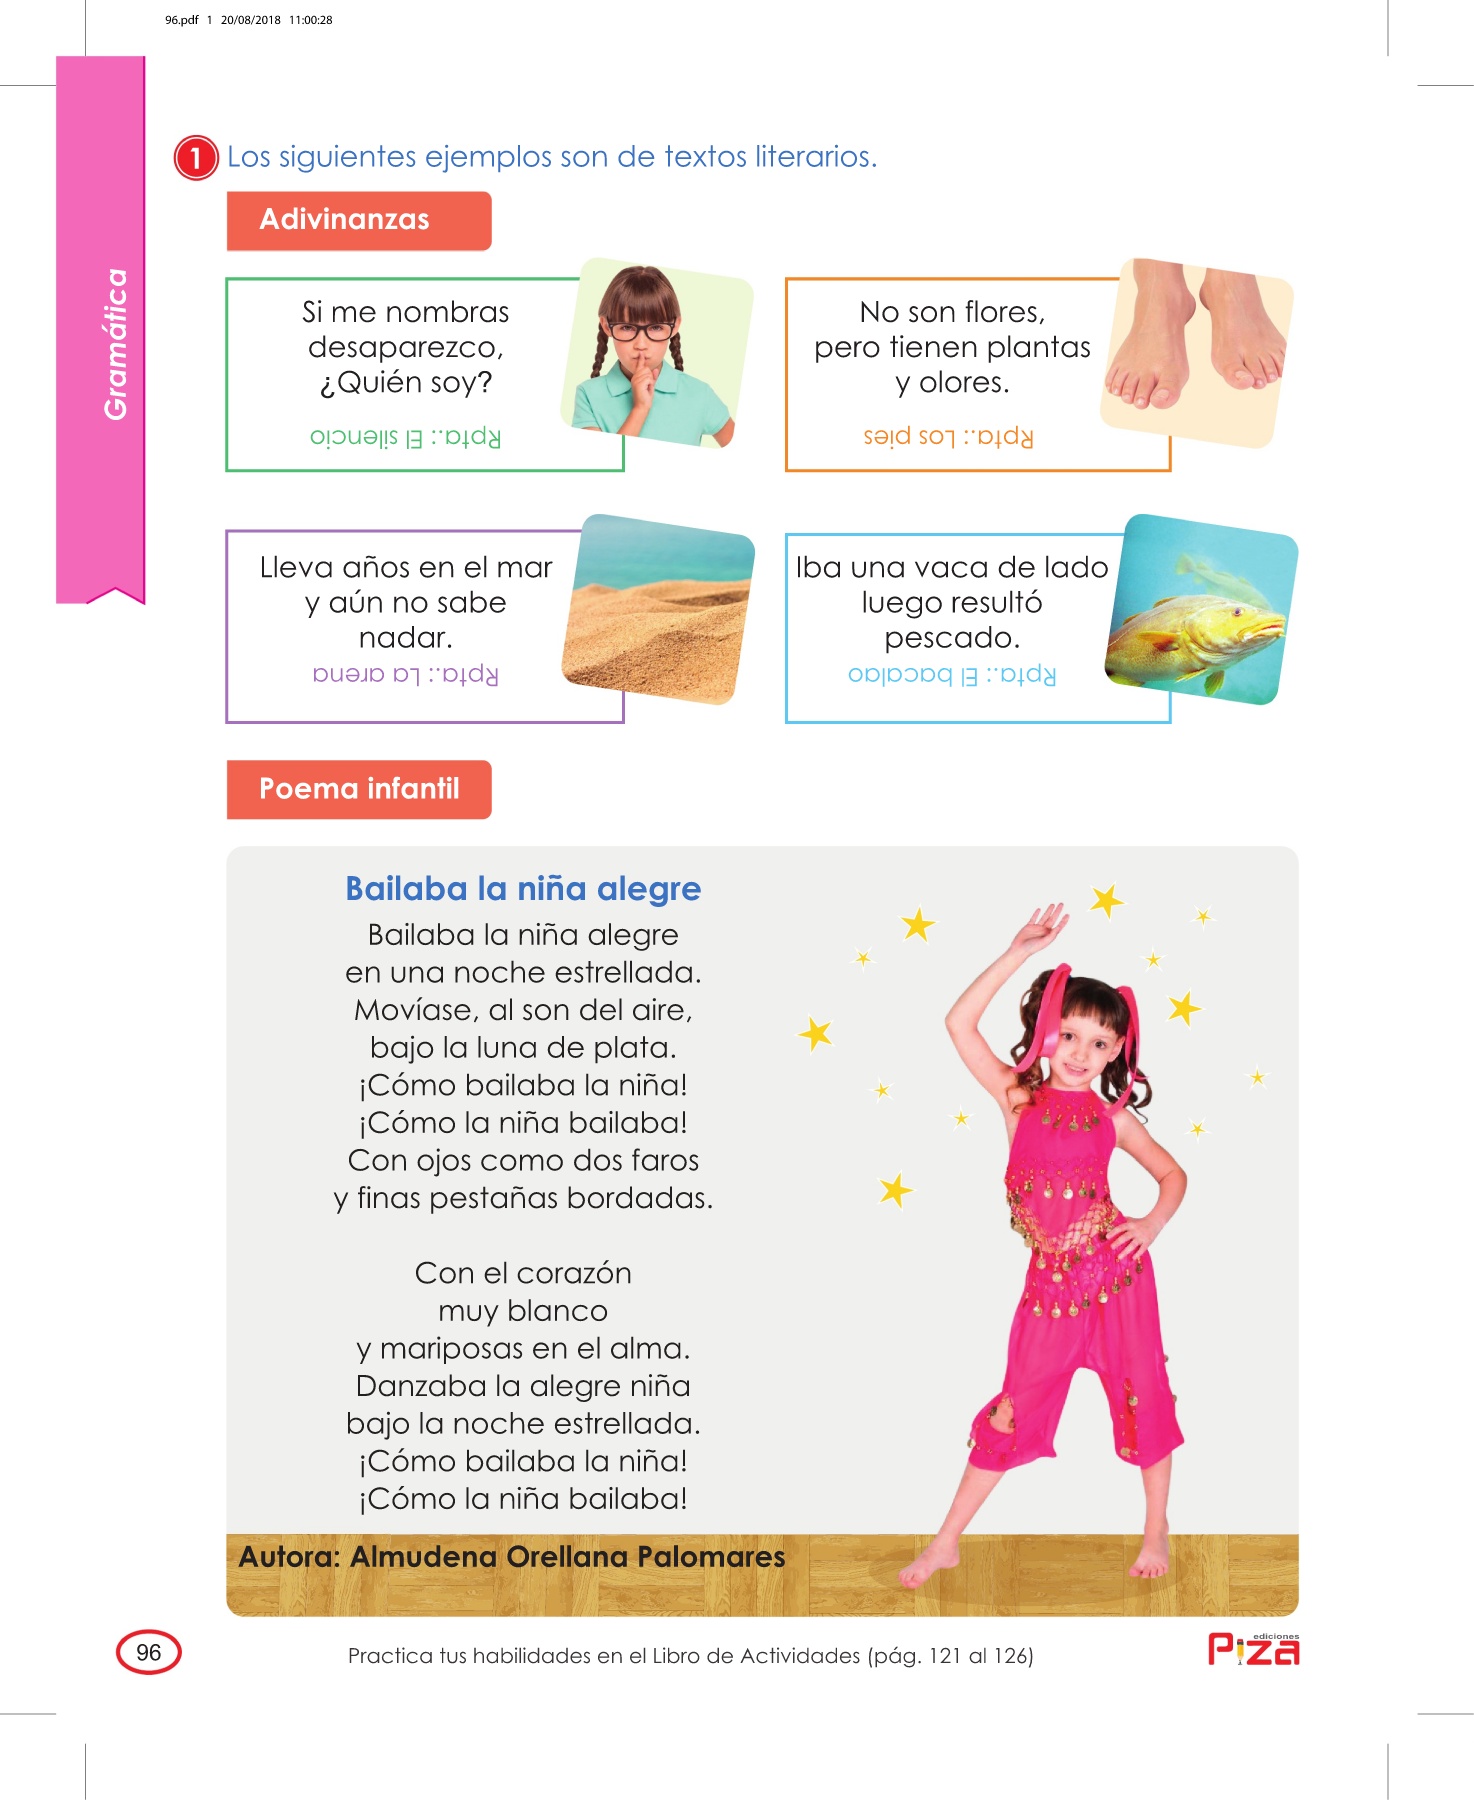 96.pdf 1 20/08/2018 11:00:28
Gramática
1 Los siguientes ejemplos son de textos literarios.
Adivinanzas
Si me nombras
desaparezco,
¿Quién soy?
Rpta.: El silencio
No son flores,
pero tienen plantas
y olores.
Rpta.: Los pies
Lleva años en el mar
y aún no sabe
nadar.
Rpta.: La arena
Iba una vaca de lado
luego resultó
pescado.
Rpta.: El bacalao
Poema infantil
Bailaba la niña alegre
Bailaba la niña alegre
en una noche estrellada.
Movíase, al son del aire,
bajo la luna de plata.
¡Cómo bailaba la niña!
¡Cómo la niña bailaba!
Con ojos como dos faros
y finas pestañas bordadas.
Con el corazón
muy blanco
y mariposas en el alma.
Danzaba la alegre niña
bajo la noche estrellada.
¡Cómo bailaba la niña!
¡Cómo la niña bailaba!
Autora: Almudena Orellana Palomares
96
Practica tus habilidades en el Libro de Actividades (pág. 121 al 126)
ediciones
Piza